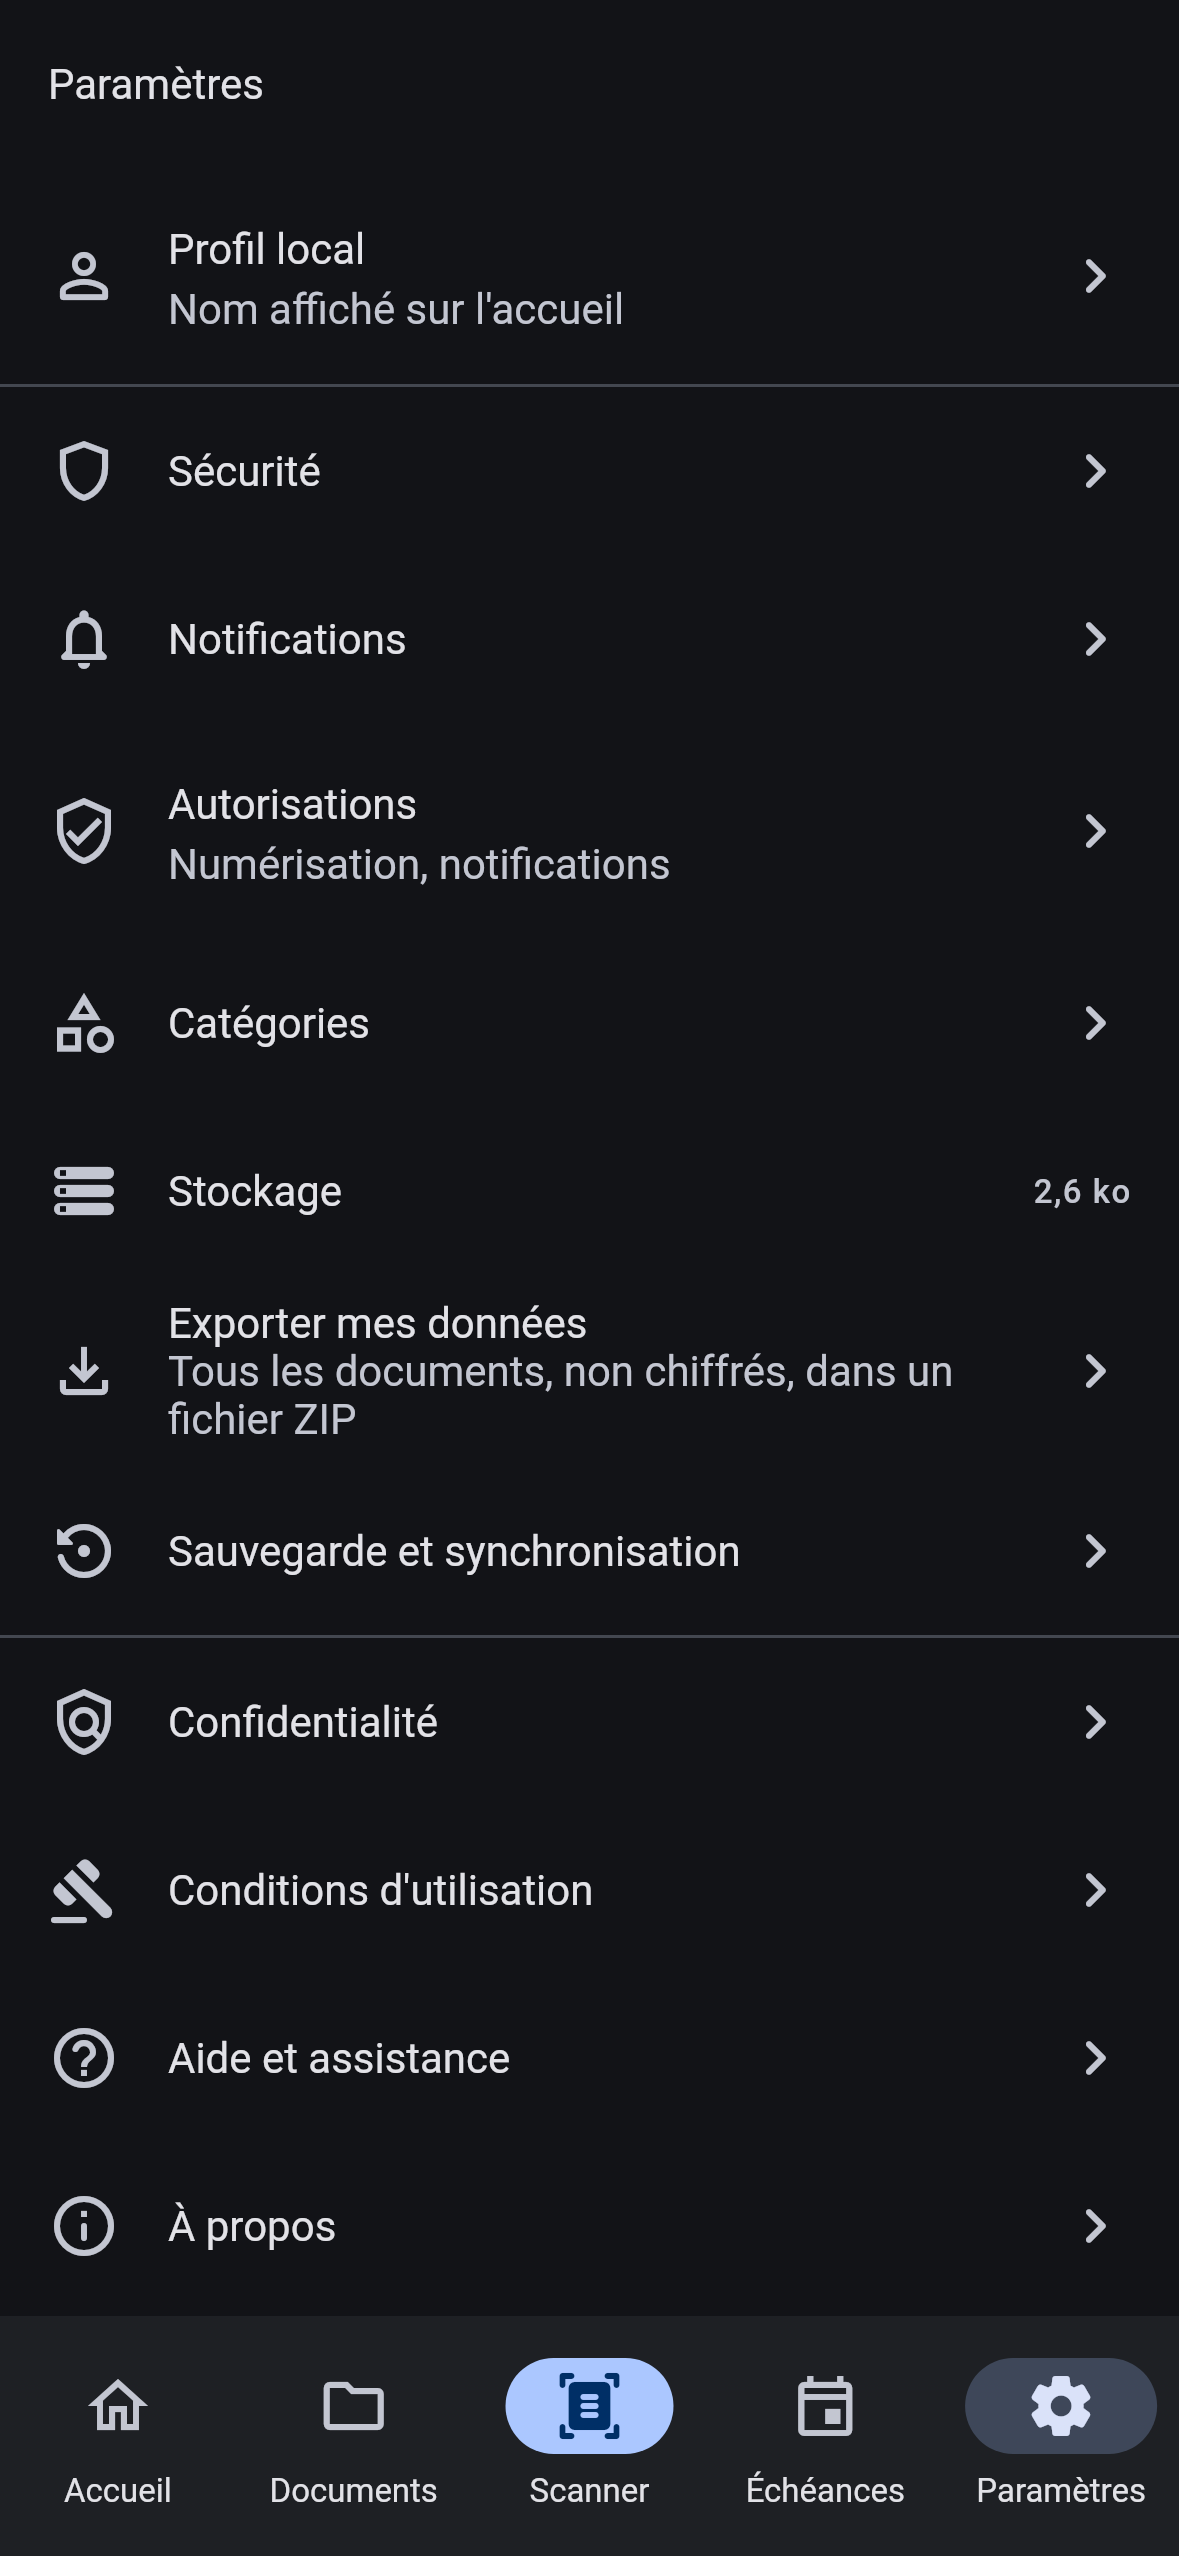 Paramètres
Profil local
Nom affiché sur l'accueil
Sécurité
Notifications
Autorisations
Numérisation, notifications
Catégories
Stockage
2,6 ko
Exporter mes données
Tous les documents, non chiffrés, dans un
fichier ZIP
Sauvegarde et synchronisation
Confidentialité
Conditions d'utilisation
Aide et assistance
À propos
Accueil
Documents
Scanner
Échéances
Paramètres